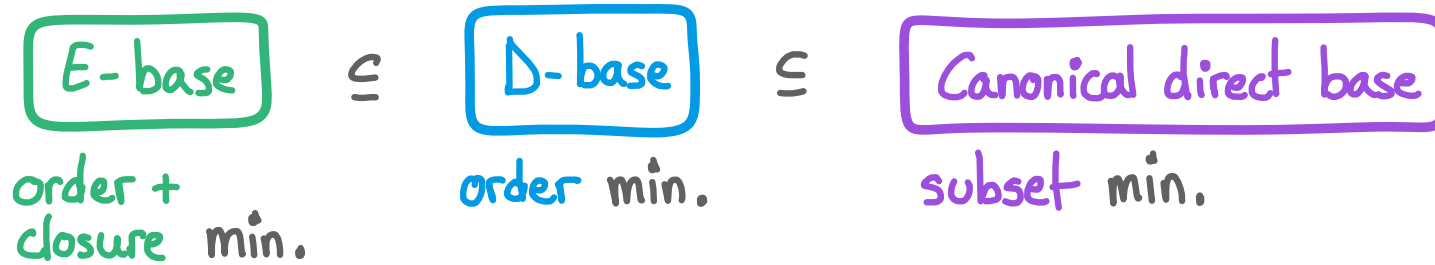 E-base ⊆ D-base ⊆ Canonical direct base
order + order min. subset min.
closure min.